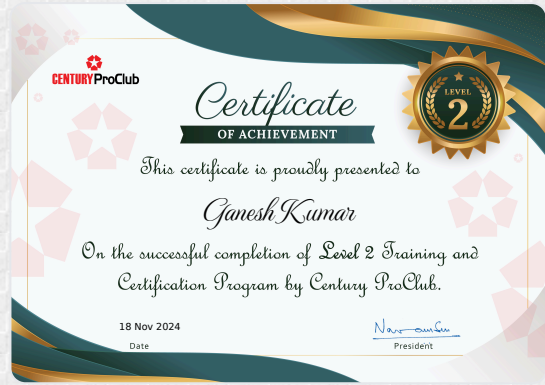 CENTURY ProClub
Certificate
OF ACHIEVEMENT
LEVEL
2
This certificate is proudly presented to
Ganesh Kumar
On the successful completion of Level 2 Training and
Certification Program by Century ProClub.
18 Nov 2024
Date
President